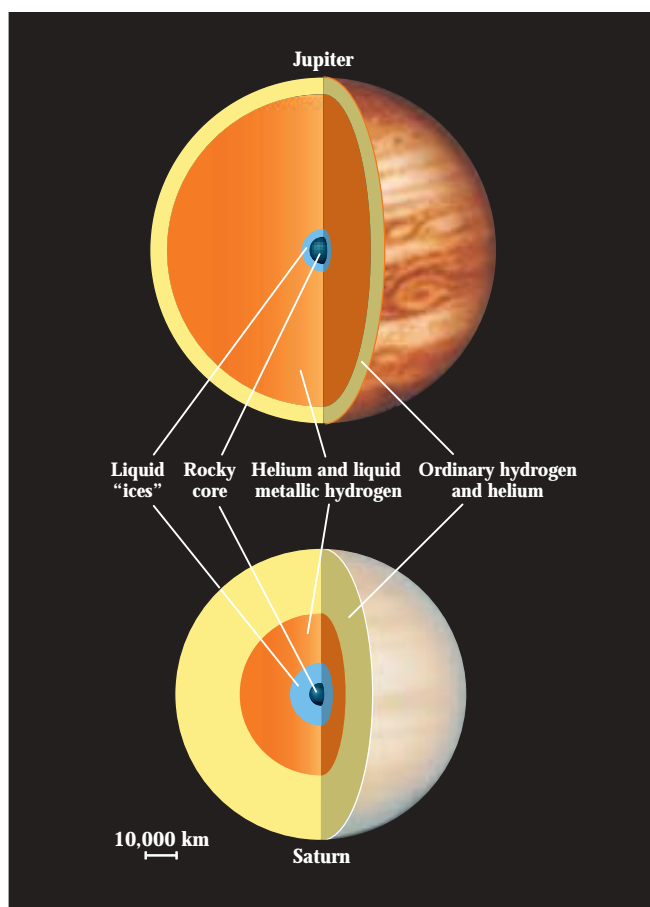 Jupiter
Liquid
“ices”
Rocky
core
Helium and liquid
metallic hydrogen
Ordinary hydrogen
and helium
10,000 km
Saturn